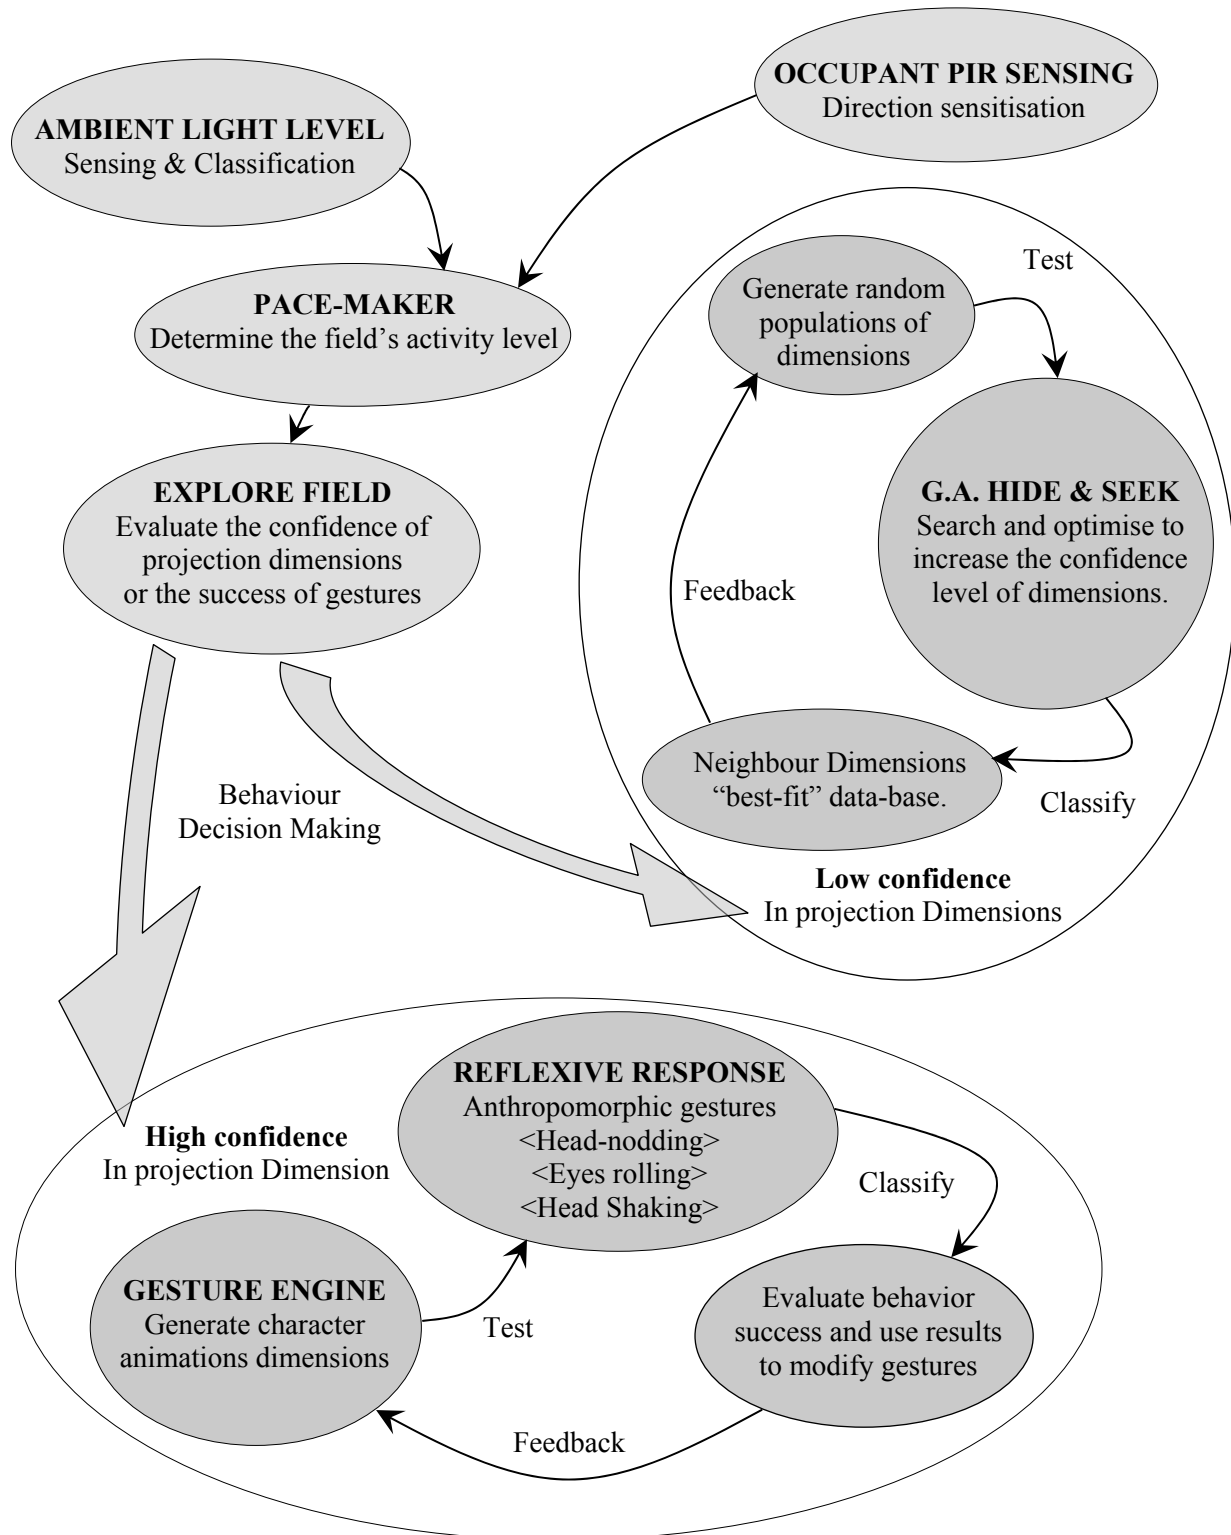 OCCUPANT PIR SENSING
Direction sensitisation
AMBIENT LIGHT LEVEL
Sensing & Classification
PACE-MAKER
Determine the field's activity level
EXPLORE FIELD
Evaluate the confidence of
projection dimensions
or the success of gestures
Behaviour
Decision Making
Generate random
populations of
dimensions
Test
G.A. HIDE & SEEK
Search and optimise to
increase the confidence
level of dimensions.
Classify
Neighbour Dimensions
“best-fit” data-base.
Feedback
Low confidence
In projection Dimensions
High confidence
In projection Dimension
REFLEXIVE RESPONSE
Anthropomorphic gestures
<Head-nodding>
<Eyes rolling>
<Head Shaking>
Classify
Evaluate behavior
success and use results
to modify gestures
Feedback
GESTURE ENGINE
Generate character
animations dimensions
Test